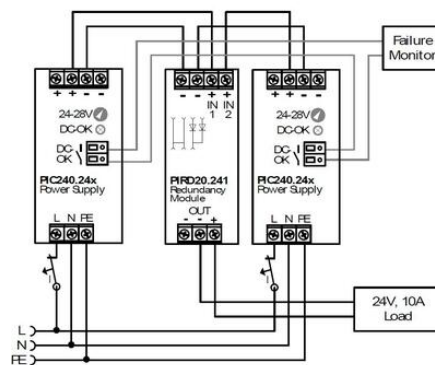 Failure
Monitor
+ + - -
- - + +
IN IN
1 2
+ + - -
24-28V
DC-OK
DC-
OK
PIC240.24x
Power Supply
L N PE
PIRD20.241
Redundancy
Module
OUT
- - +
24-28V
DC-OK
DC-
OK
PIC240.24x
Power Supply
L N PE
I
I
24V, 10A
Load
L
N
PE